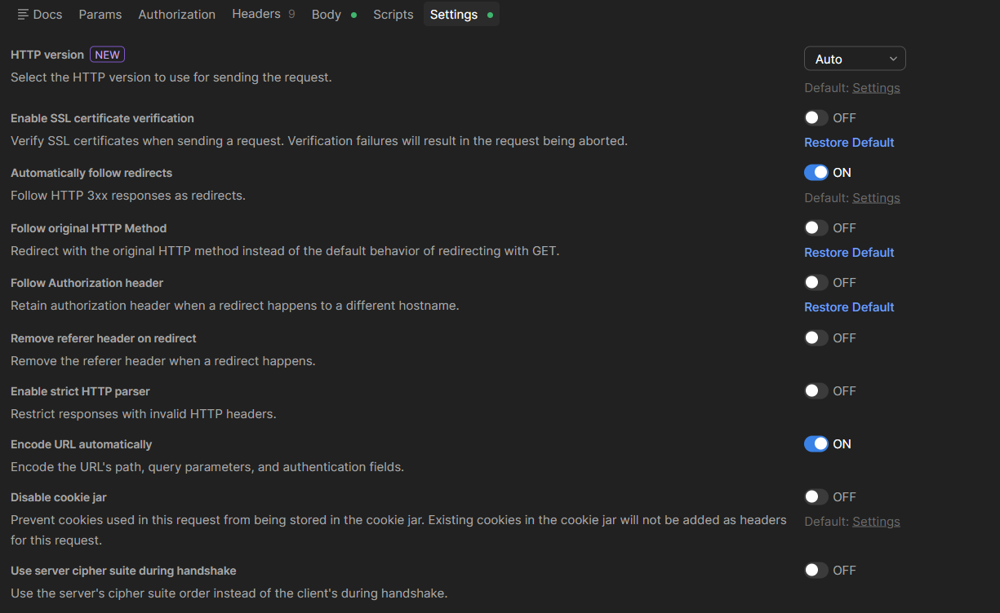 Docs Params Authorization Headers 9 Body Scripts Settings
HTTP version NEW
Auto
Select the HTTP version to use for sending the request.
Default: Settings
Enable SSL certificate verification
OFF
Verify SSL certificates when sending a request. Verification failures will result in the request being aborted.
Restore Default
Automatically follow redirects
ON
Follow HTTP 3xx responses as redirects.
Default: Settings
Follow original HTTP Method
OFF
Redirect with the original HTTP method instead of the default behavior of redirecting with GET.
Restore Default
Follow Authorization header
OFF
Retain authorization header when a redirect happens to a different hostname.
Restore Default
Remove referer header on redirect
OFF
Remove the referer header when a redirect happens.
Enable strict HTTP parser
OFF
Restrict responses with invalid HTTP headers.
Encode URL automatically
ON
Encode the URL's path, query parameters, and authentication fields.
Disable cookie jar
OFF
Prevent cookies used in this request from being stored in the cookie jar. Existing cookies in the cookie jar will not be added as headers
for this request.
Default: Settings
Use server cipher suite during handshake
OFF
Use the server's cipher suite order instead of the client's during handshake.